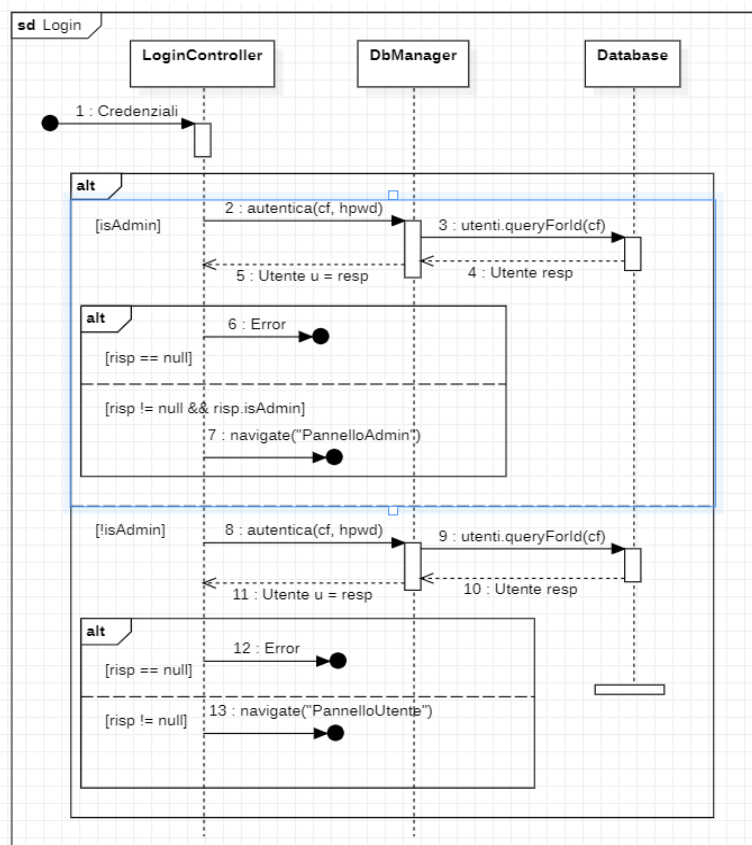 sd Login
LoginController
DbManager
Database
1 : Credenziali
alt
[isAdmin]
2 : autentica(cf, hpwd)
3 : utenti.queryForId(cf)
4 : Utente resp
5 : Utente u = resp
alt
6 : Error
[risp == null]
[risp != null && risp.isAdmin]
7 : navigate("PannelloAdmin")
[!isAdmin]
8 : autentica(cf, hpwd)
9 : utenti.queryForId(cf)
10 : Utente resp
11 : Utente u = resp
alt
12 : Error
[risp == null]
13 : navigate("PannelloUtente")
[risp != null]